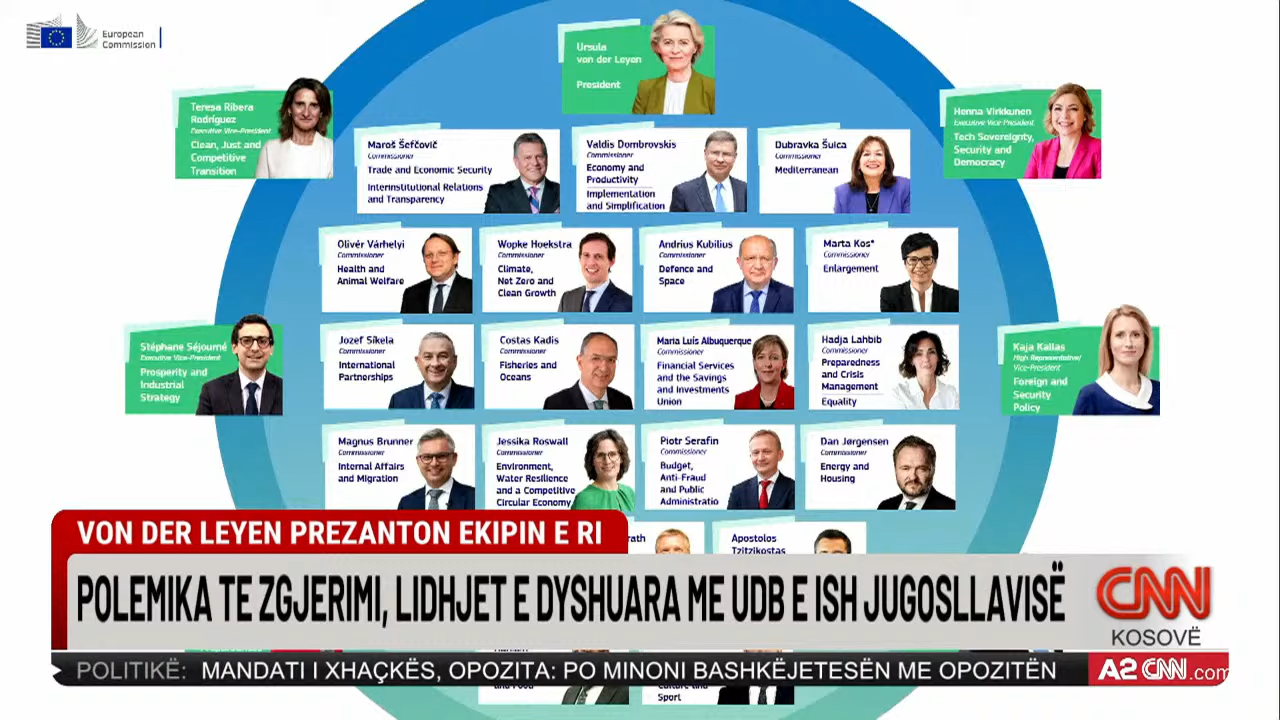 European
Commission
Ursula
von der Leyen
President
Teresa Ribera
Rodríguez
Executive Vice-President
Clean, Just and
Competitive
Transition
Maroš Šefčovič
Commissioner
Trade and Economic Security
Interinstitutional Relations
and Transparency
Valdis Dombrovskis
Commissioner
Economy and
Productivity
Implementation
and Simplification
Dubravka Šuica
Commissioner
Mediterranean
Henna Virkkunen
Executive Vice-President
Tech Sovereignty,
Security and
Democracy
Olivér Várhelyi
Commissioner
Health and
Animal Welfare
Wopke Hoekstra
Commissioner
Climate,
Net Zero and
Clean Growth
Andrius Kubilius
Commissioner
Defence and
Space
Marta Kos*
Commissioner
Enlargement
Stéphane Séjourné
Executive Vice-President
Prosperity and
Industrial
Strategy
Jozef Síkela
Commissioner
International
Partnerships
Costas Kadis
Commissioner
Fisheries and
Oceans
Maria Luís Albuquerque
Commissioner
Financial Services
and the Savings
and Investments
Union
Hadja Lahbib
Commissioner
Preparedness
and Crisis
Management
Equality
Kaja Kallas
High Representative/
Vice-President
Foreign and
Security
Policy
Magnus Brunner
Commissioner
Internal Affairs
and Migration
Jessika Roswall
Commissioner
Environment,
Water Resilience
and a Competitive
Circular Economy
Piotr Serafin
Commissioner
Budget,
Anti-Fraud
and Public
Administratio
Dan Jørgensen
Commissioner
Energy and
Housing
rath
Apostolos
Tzitzikostas
VON DER LEYEN PREZANTON EKIPIN E RI
POLEMIKA TE ZGJERIMI, LIDHJET E DYSHUARA ME UDB E ISH JUGOSLLAVISË
CNN
KOSOVË
POLITIKË: MANDATI I XHAÇKËS, OPOZITA: PO MINONI BASHKËJETESËN ME OPOZITËN
A2 CNN.com
and Food
Sport